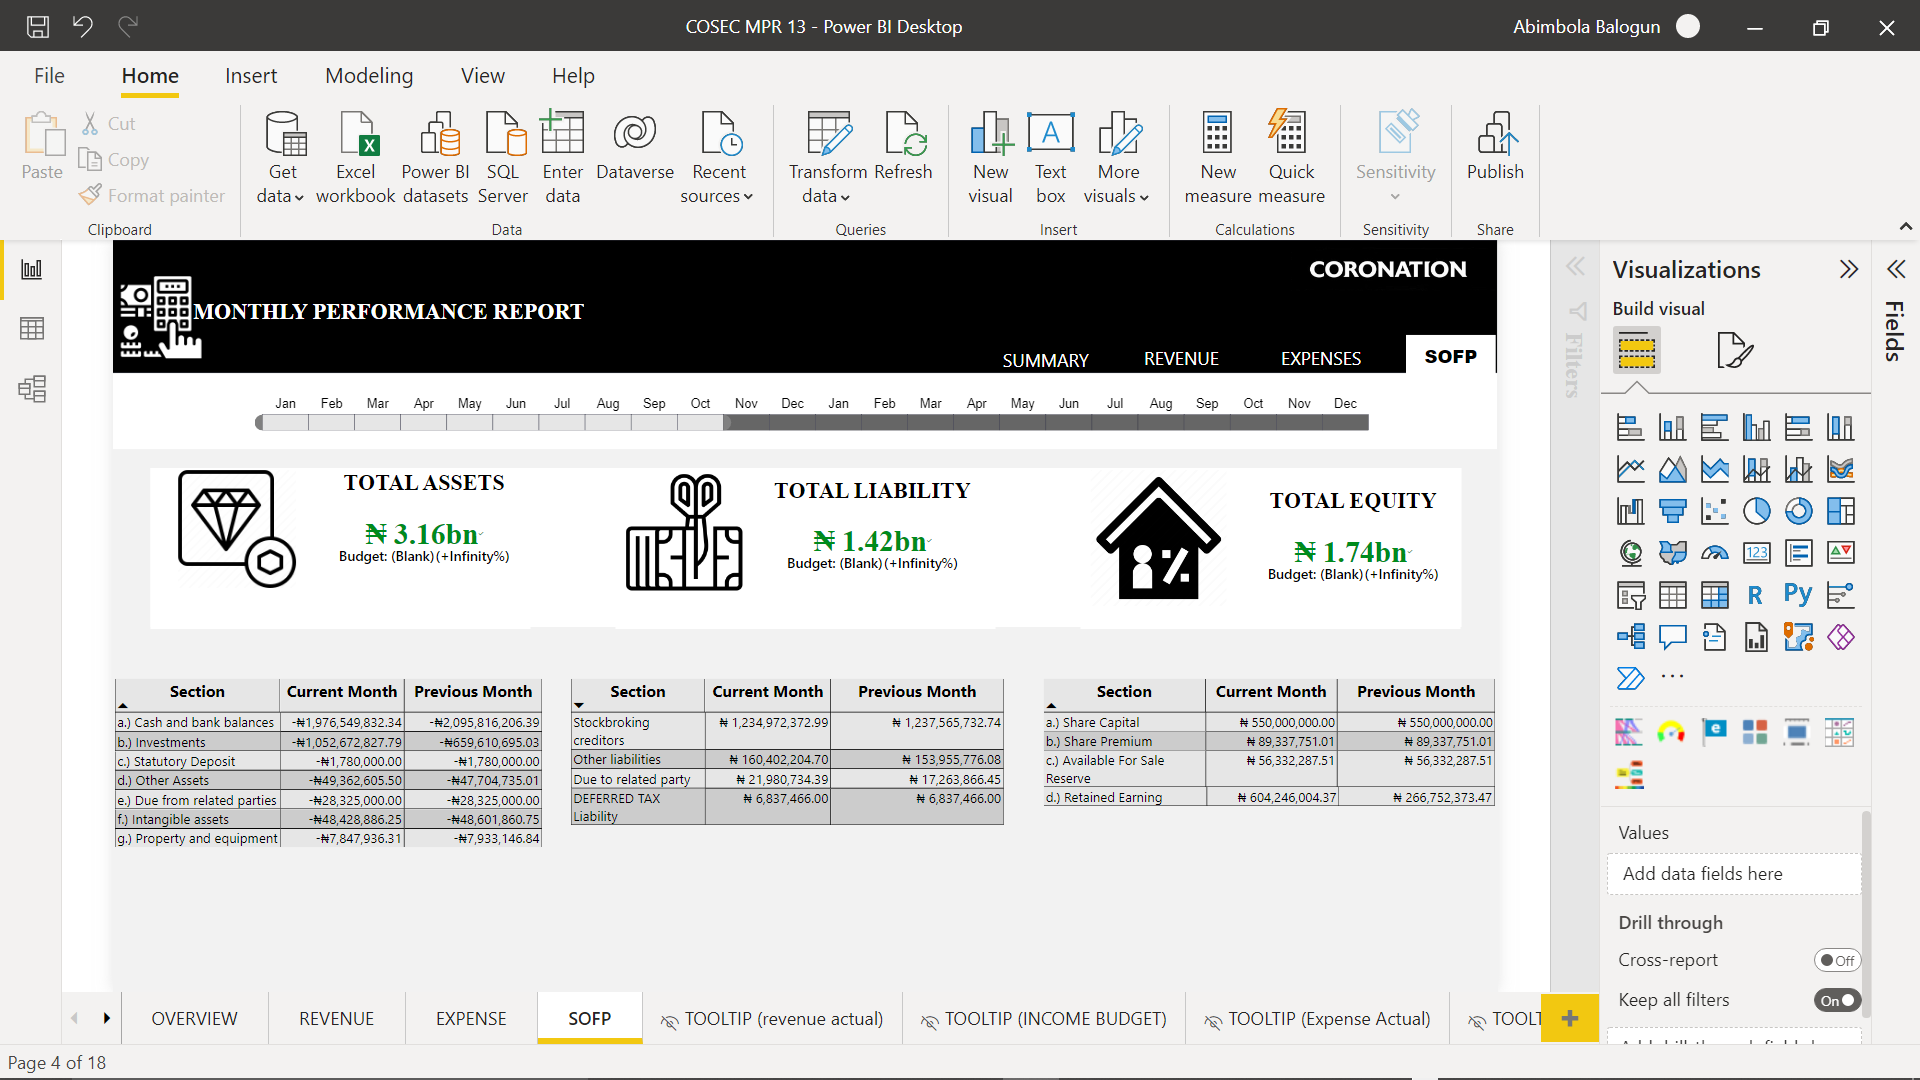 COSEC MPR 13 - Power BI Desktop
Abimbola Balogun
File Home Insert Modeling View Help
Paste
Cut
Copy
Format painter
Clipboard
Get data
Excel workbook
Power BI datasets
SQL Server
Enter data
Dataverse
Recent sources
Data
Transform data
Refresh
Queries
New visual
Text box
More visuals
Insert
New measure
Quick measure
Calculations
Sensitivity
Sensitivity
Publish
Share
CORONATION
MONTHLY PERFORMANCE REPORT
SUMMARY REVENUE EXPENSES SOFP
Jan Feb Mar Apr May Jun Jul Aug Sep Oct Nov Dec Jan Feb Mar Apr May Jun Jul Aug Sep Oct Nov Dec
TOTAL ASSETS
₦ 3.16bn
Budget: (Blank) (+Infinity%)
TOTAL LIABILITY
₦ 1.42bn
Budget: (Blank) (+Infinity%)
TOTAL EQUITY
₦ 1.74bn
Budget: (Blank) (+Infinity%)
Section Current Month Previous Month
a.) Cash and bank balances -₦1,976,549,832.34 -₦2,095,816,206.39
b.) Investments -₦1,052,672,827.79 -₦659,610,695.03
c.) Statutory Deposit -₦1,780,000.00 -₦1,780,000.00
d.) Other Assets -₦49,362,605.50 -₦47,704,735.01
e.) Due from related parties -₦28,325,000.00 -₦28,325,000.00
f.) Intangible assets -₦48,428,886.25 -₦48,601,860.75
g.) Property and equipment -₦7,847,936.31 -₦7,933,146.84
Section Current Month Previous Month
Stockbroking creditors ₦ 1,234,972,372.99 ₦ 1,237,565,732.74
Other liabilities ₦ 160,402,204.70 ₦ 153,955,776.08
Due to related party ₦ 21,980,734.39 ₦ 17,263,866.45
DEFERRED TAX Liability ₦ 6,837,466.00 ₦ 6,837,466.00
Section Current Month Previous Month
a.) Share Capital ₦ 550,000,000.00 ₦ 550,000,000.00
b.) Share Premium ₦ 89,337,751.01 ₦ 89,337,751.01
c.) Available For Sale Reserve ₦ 56,332,287.51 ₦ 56,332,287.51
d.) Retained Earning ₦ 604,246,004.37 ₦ 266,752,373.47
Filters
Visualizations
Build visual
123
R
Py
Values
Add data fields here
Drill through
Cross-report
Off
Keep all filters
On
Fields
OVERVIEW REVENUE EXPENSE SOFP TOOLTIP (revenue actual) TOOLTIP (INCOME BUDGET) TOOLTIP (Expense Actual) TOOLT
Page 4 of 18